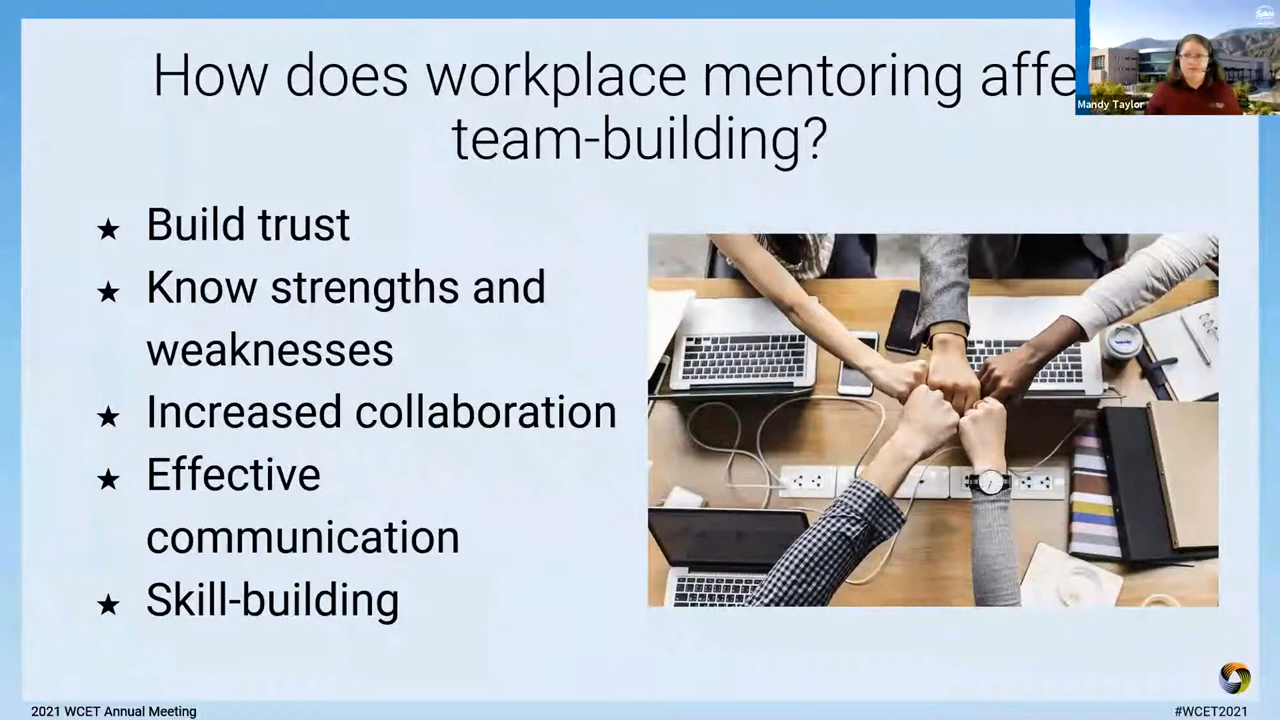 How does workplace mentoring affe
team-building?
Mandy Taylor
★ Build trust
★ Know strengths and
weaknesses
★ Increased collaboration
★ Effective
communication
★ Skill-building
2021 WCET Annual Meeting
#WCET2021